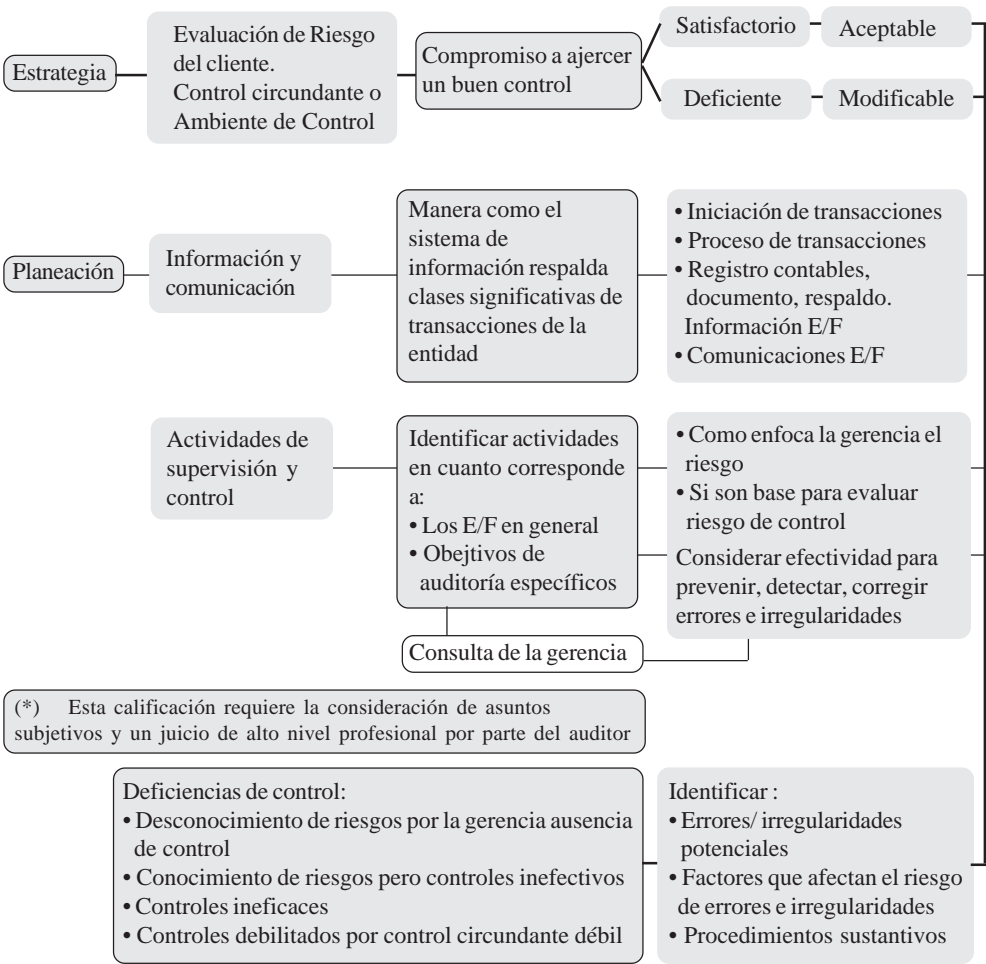 Estrategia
Evaluación de Riesgo
del cliente.
Control circundante o
Ambiente de Control
Compromiso a ajercer
un buen control
Satisfactorio
Aceptable
Deficiente
Modificable
Planeación
Información y
comunicación
Manera como el
sistema de
información respalda
clases significativas de
transacciones de la
entidad
• Iniciación de transacciones
• Proceso de transacciones
• Registro contables,
documento, respaldo.
Información E/F
• Comunicaciones E/F
Actividades de
supervisión y
control
Identificar actividades
en cuanto corresponde
a:
• Los E/F en general
• Obejtivos de
auditoría específicos
• Como enfoca la gerencia el
riesgo
• Si son base para evaluar
riesgo de control
Considerar efectividad para
prevenir, detectar, corregir
errores e irregularidades
Consulta de la gerencia
(*) Esta calificación requiere la consideración de asuntos
subjetivos y un juicio de alto nivel profesional por parte del auditor
Deficiencias de control:
• Desconocimiento de riesgos por la gerencia ausencia
de control
• Conocimiento de riesgos pero controles inefectivos
• Controles ineficaces
• Controles debilitados por control circundante débil
Identificar :
• Errores/ irregularidades
potenciales
• Factores que afectan el riesgo
de errores e irregularidades
• Procedimientos sustantivos